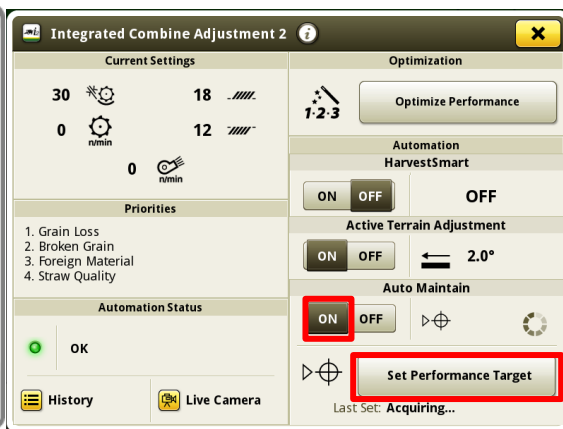 Integrated Combine Adjustment 2
Current Settings
30
18
0
n/min
12
0
n/min
Priorities
1. Grain Loss
2. Broken Grain
3. Foreign Material
4. Straw Quality
Automation Status
OK
History
Live Camera
Optimization
1·2·3
Optimize Performance
Automation
HarvestSmart
ON OFF
OFF
Active Terrain Adjustment
ON OFF
2.0°
Auto Maintain
ON OFF
Set Performance Target
Last Set: Acquiring...